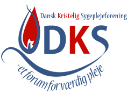 Dansk Kristelig Sygeplejeforening
DKS
-et forum for værdig pleje